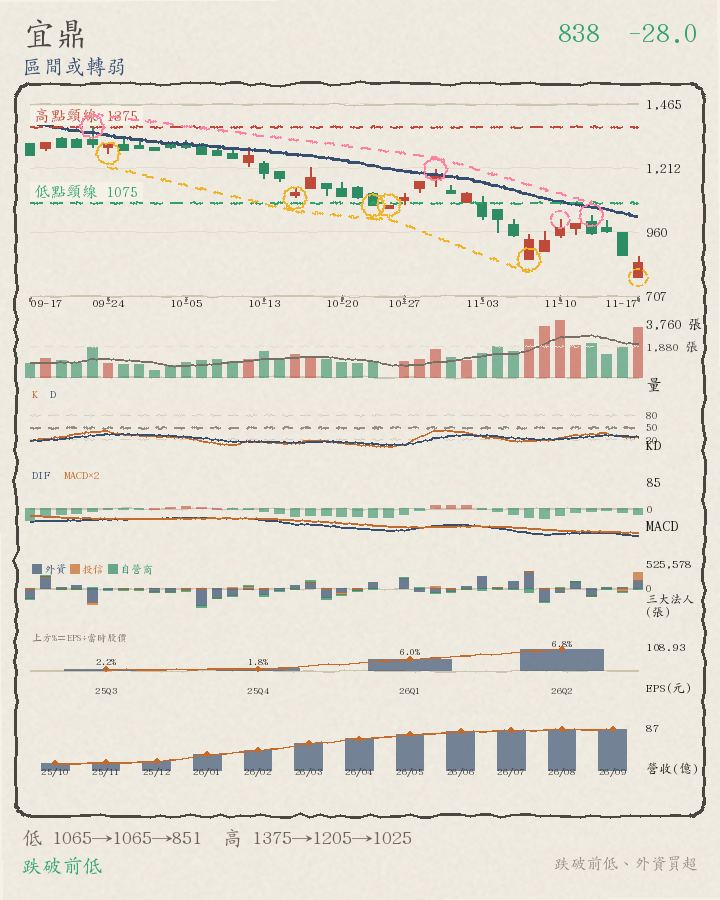 宜鼎
838 -28.0
區間或轉弱
高點頸線 1375
低點頸線 1075
1,465
1,212
960
707
09-17 09-24 10-05 10-13 10-20 10-27 11-03 11-10 11-17
3,760 張
1,880 張
量
K D
80
50
20
KD
DIF MACD×2
85
0
MACD
外資 投信 自營商
525,578
0
三大法人
(張)
上方%=EPS÷當時股價
2.2% 1.8% 6.0% 6.8%
108.93
25Q3 25Q4 26Q1 26Q2
EPS(元)
87
25/10 25/11 25/12 26/01 26/02 26/03 26/04 26/05 26/06 26/07 26/08 26/09
營收(億)
低 1065→1065→851 高 1375→1205→1025
跌破前低
跌破前低、外資買超